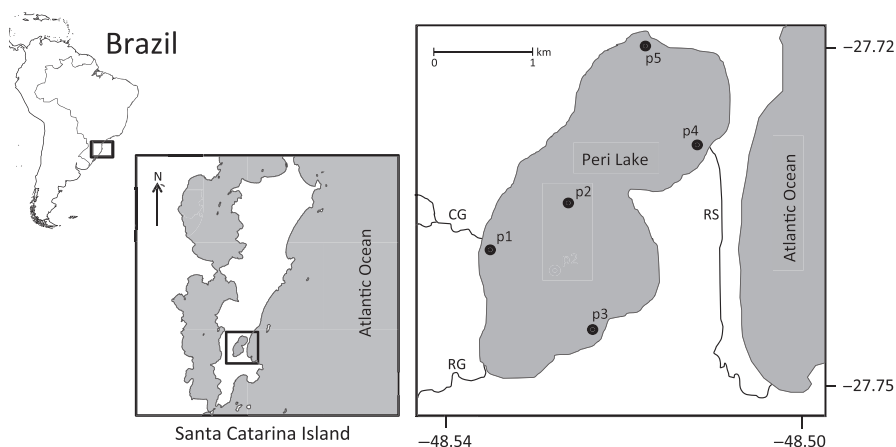 Brazil
N
Atlantic Ocean
Santa Catarina Island
0 1 km
p5
p4
Peri Lake
p2
CG
p1
RS
Atlantic Ocean
p2
p3
RG
−27.72
−27.75
−48.54
−48.50